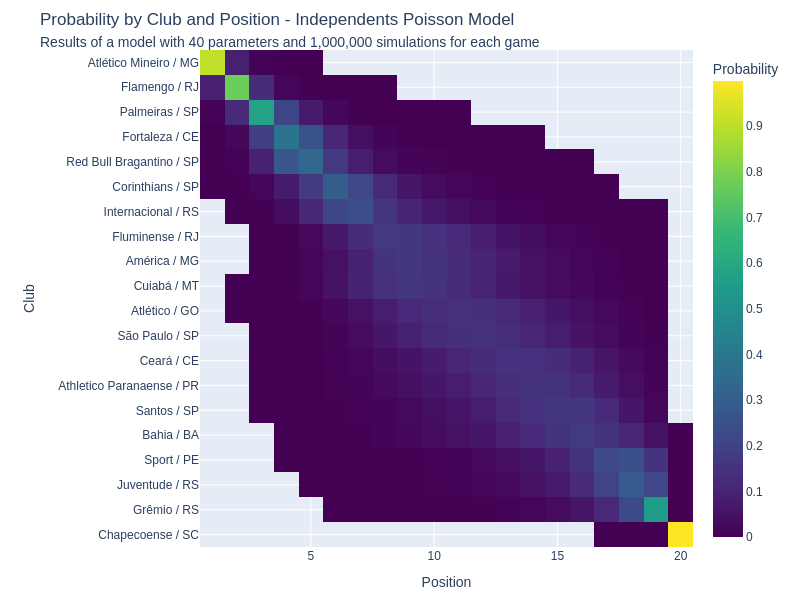 Probability by Club and Position - Independents Poisson Model
Results of a model with 40 parameters and 1,000,000 simulations for each game
Probability
Club
Atlético Mineiro / MG
Flamengo / RJ
Palmeiras / SP
Fortaleza / CE
Red Bull Bragantino / SP
Corinthians / SP
Internacional / RS
Fluminense / RJ
América / MG
Cuiabá / MT
Atlético / GO
São Paulo / SP
Ceará / CE
Athletico Paranaense / PR
Santos / SP
Bahia / BA
Sport / PE
Juventude / RS
Grêmio / RS
Chapecoense / SC
5 10 15 20
Position
0.9
0.8
0.7
0.6
0.5
0.4
0.3
0.2
0.1
0